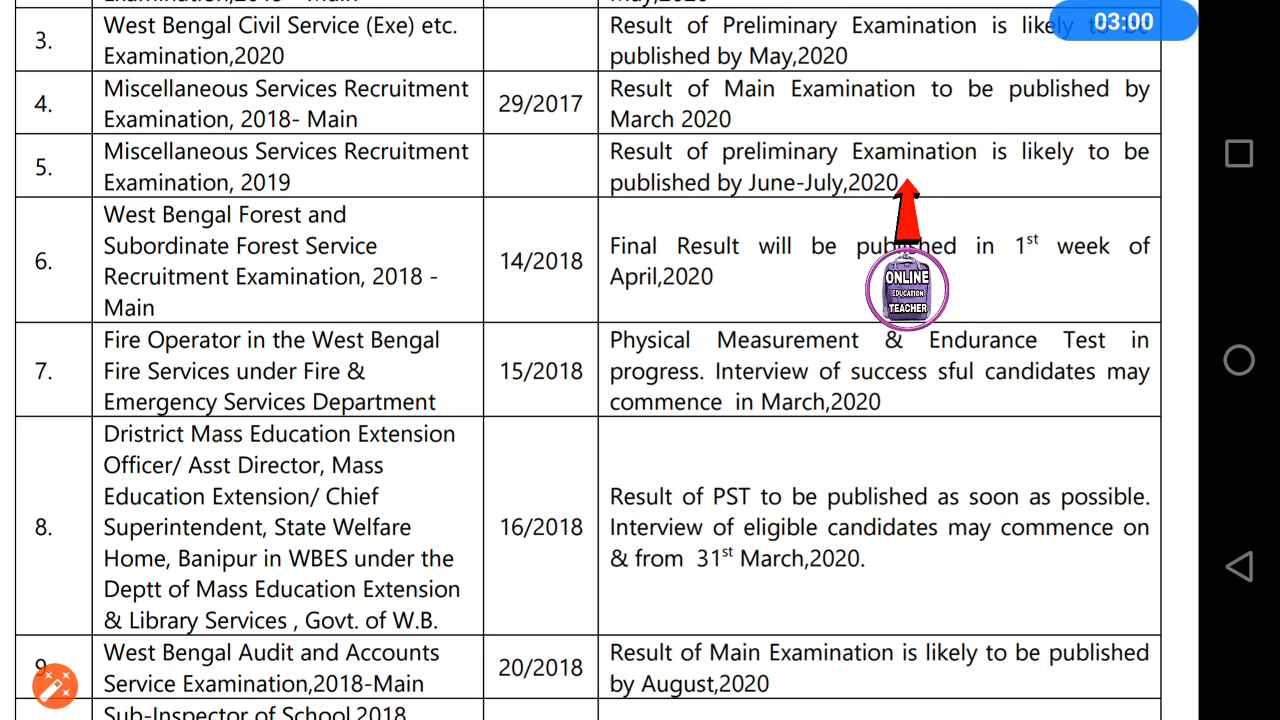 May,2020
03:00
3.
West Bengal Civil Service (Exe) etc.
Examination,2020
Result of Preliminary Examination is likely to be
published by May,2020
4.
Miscellaneous Services Recruitment
Examination, 2018- Main
29/2017
Result of Main Examination to be published by
March 2020
5.
Miscellaneous Services Recruitment
Examination, 2019
Result of preliminary Examination is likely to be
published by June-July,2020
6.
West Bengal Forest and
Subordinate Forest Service
Recruitment Examination, 2018 -
Main
14/2018
Final Result will be published in 1st week of
April,2020
ONLINE
EDUCATION
TEACHER
7.
Fire Operator in the West Bengal
Fire Services under Fire &
Emergency Services Department
15/2018
Physical Measurement & Endurance Test in
progress. Interview of success sful candidates may
commence in March,2020
8.
Dristrict Mass Education Extension
Officer/ Asst Director, Mass
Education Extension/ Chief
Superintendent, State Welfare
Home, Banipur in WBES under the
Deptt of Mass Education Extension
& Library Services , Govt. of W.B.
16/2018
Result of PST to be published as soon as possible.
Interview of eligible candidates may commence on
& from 31st March,2020.
9.
West Bengal Audit and Accounts
Service Examination,2018-Main
20/2018
Result of Main Examination is likely to be published
by August,2020
Sub-Inspector of School,2018